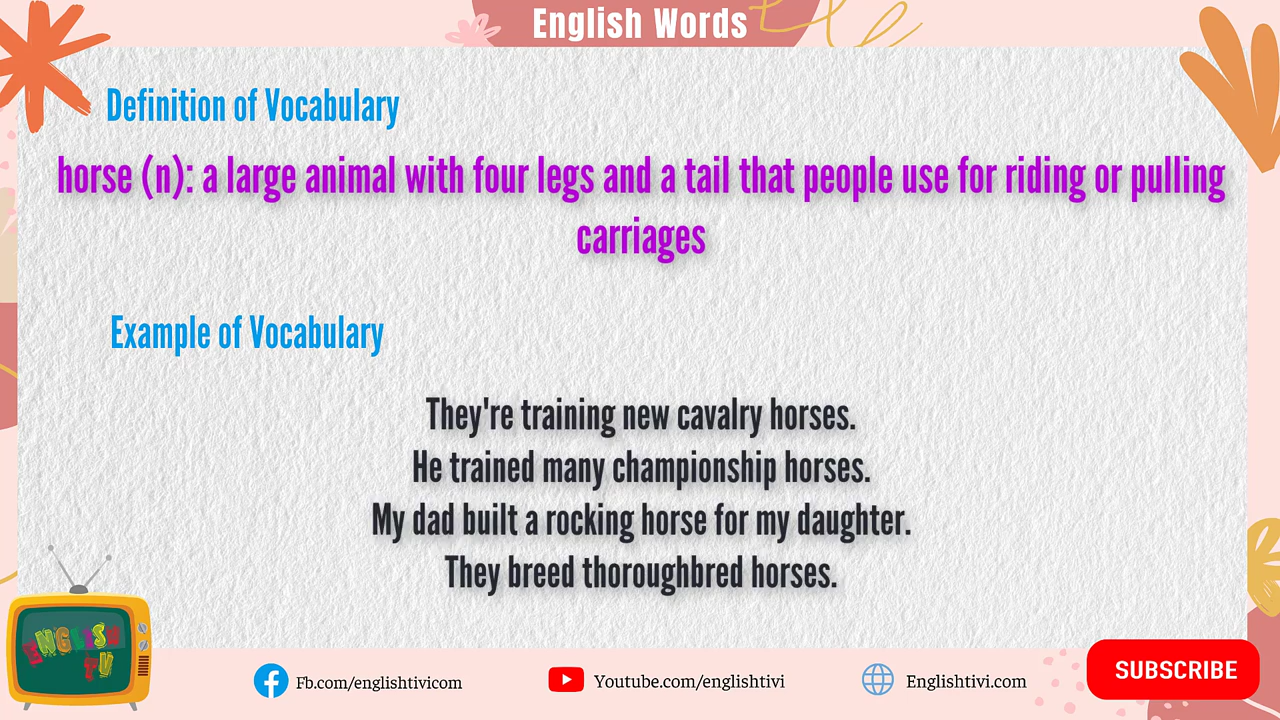 English Words
Definition of Vocabulary
horse (n): a large animal with four legs and a tail that people use for riding or pulling
carriages
Example of Vocabulary
They're training new cavalry horses.
He trained many championship horses.
My dad built a rocking horse for my daughter.
They breed thoroughbred horses.
ENGLISH
TV
Fb.com/englishtivicom
Youtube.com/englishtivi
Englishtivi.com
SUBSCRIBE